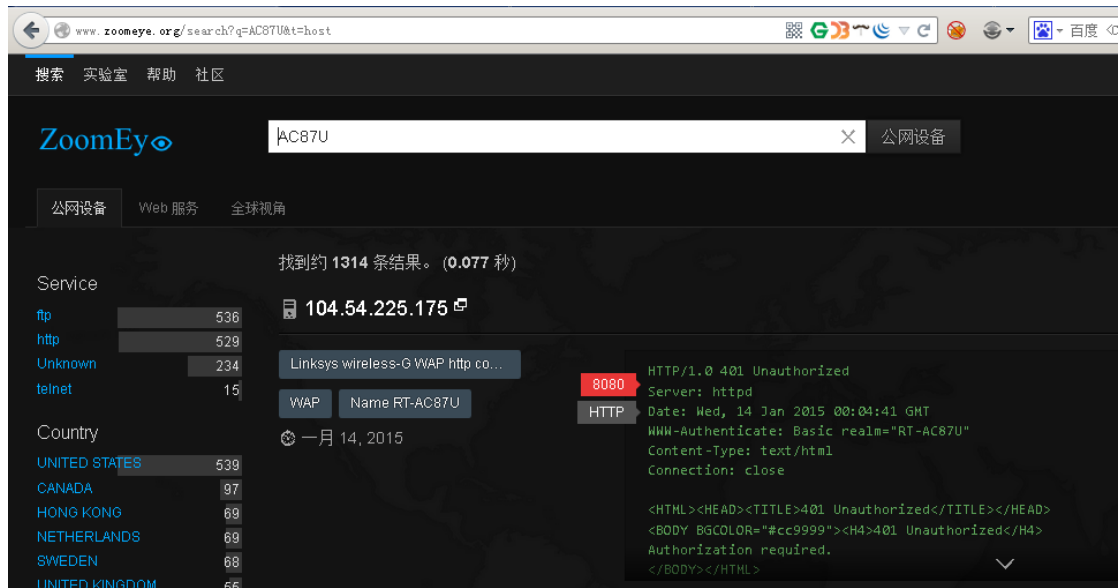 www.zoomeye.org/search?q=AC87U&t=host
百度
搜索 实验室 帮助 社区
ZoomEye
AC87U
公网设备
公网设备 Web 服务 全球视角
找到约 1314 条结果。 (0.077 秒)
Service
ftp 536
http 529
Unknown 234
telnet 15
Country
UNITED STATES 539
CANADA 97
HONG KONG 69
NETHERLANDS 69
SWEDEN 68
UNITED KINGDOM 66
104.54.225.175
Linksys wireless-G WAP http co...
WAP Name RT-AC87U
一月 14, 2015
8080
HTTP
HTTP/1.0 401 Unauthorized
Server: httpd
Date: Wed, 14 Jan 2015 00:04:41 GMT
WWW-Authenticate: Basic realm="RT-AC87U"
Content-Type: text/html
Connection: close
<HTML><HEAD><TITLE>401 Unauthorized</TITLE></HEAD>
<BODY BGCOLOR="#cc9999"><H4>401 Unauthorized</H4>
Authorization required.
</BODY></HTML>